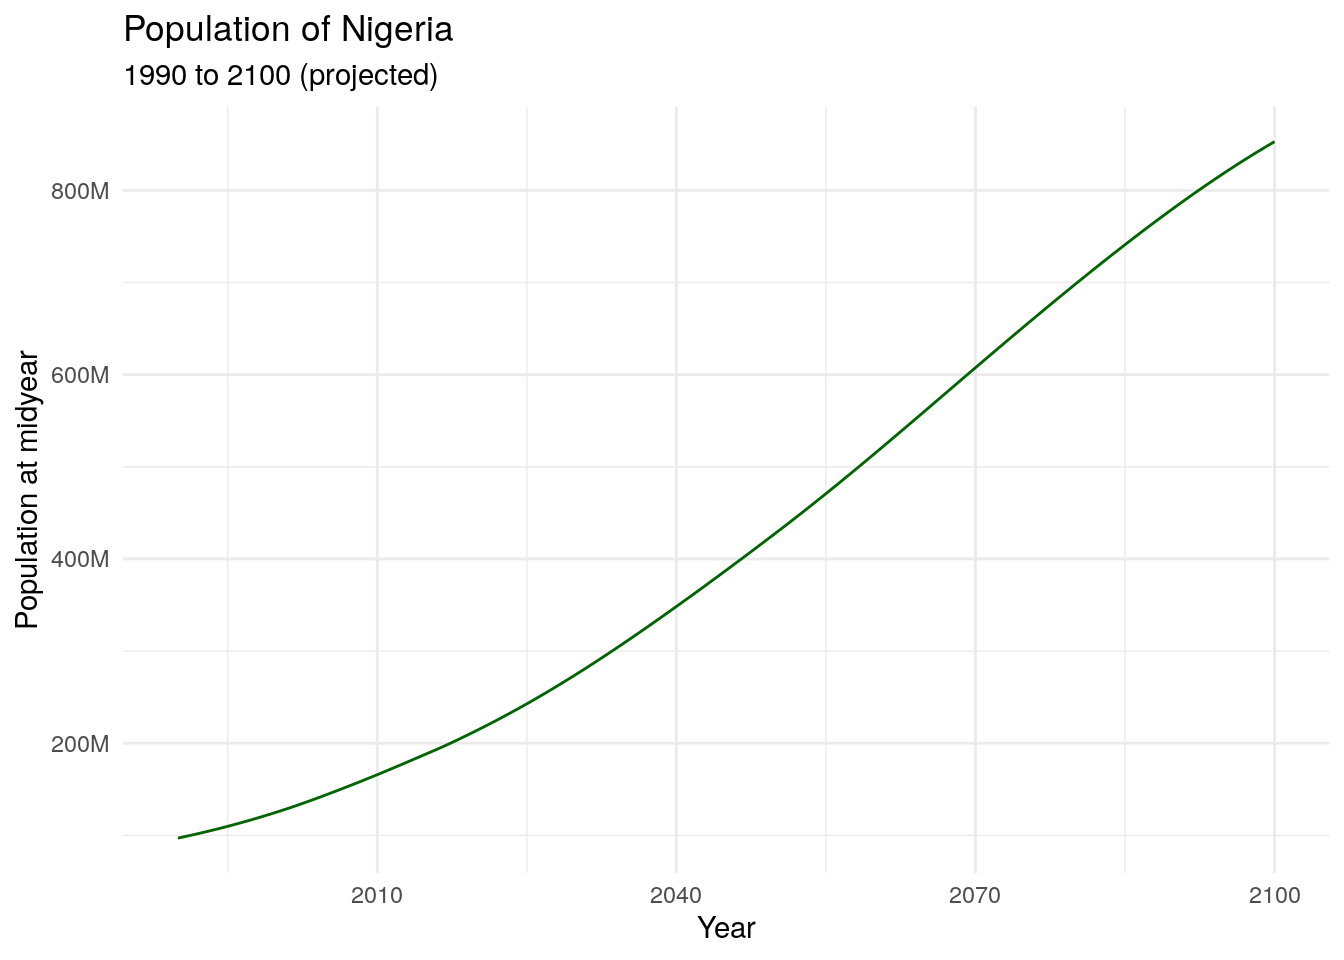 Population of Nigeria
1990 to 2100 (projected)
Population at midyear
800M
600M
400M
200M
2010
2040
2070
2100
Year